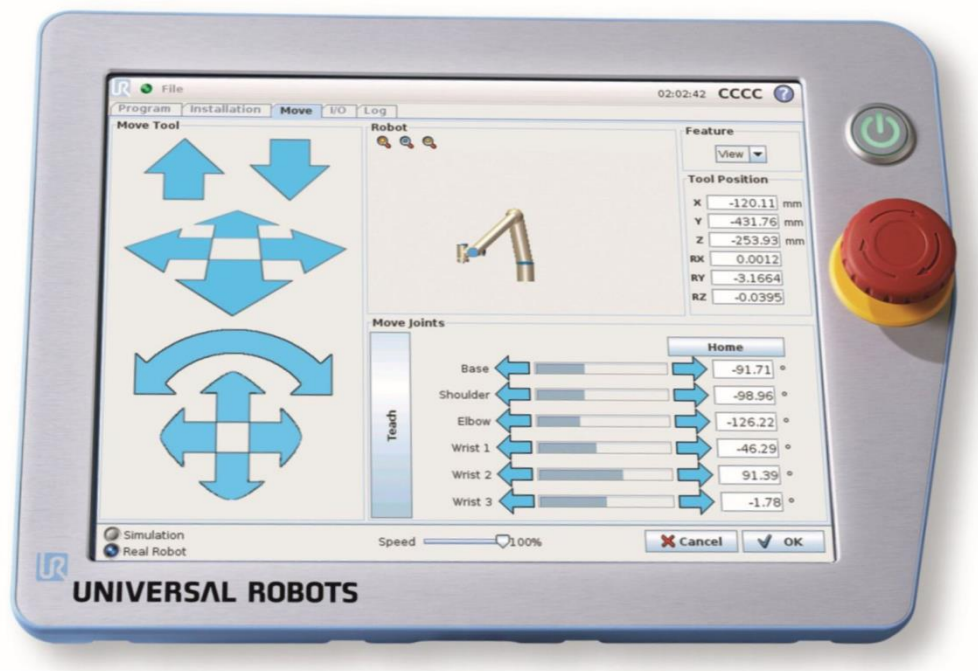 UR File 02:02:42 CCCC ?
Program Installation Move I/O Log
Move Tool
Robot
Feature
View
Tool Position
X -120.11 mm
Y -431.76 mm
Z -253.93 mm
RX 0.0012
RY -3.1664
RZ -0.0395
Move Joints
Teach
Home
Base -91.71 °
Shoulder -98.96 °
Elbow -126.22 °
Wrist 1 -46.29 °
Wrist 2 91.39 °
Wrist 3 -1.78 °
Simulation
Real Robot
Speed 100%
Cancel OK
UR
UNIVERSAL ROBOTS